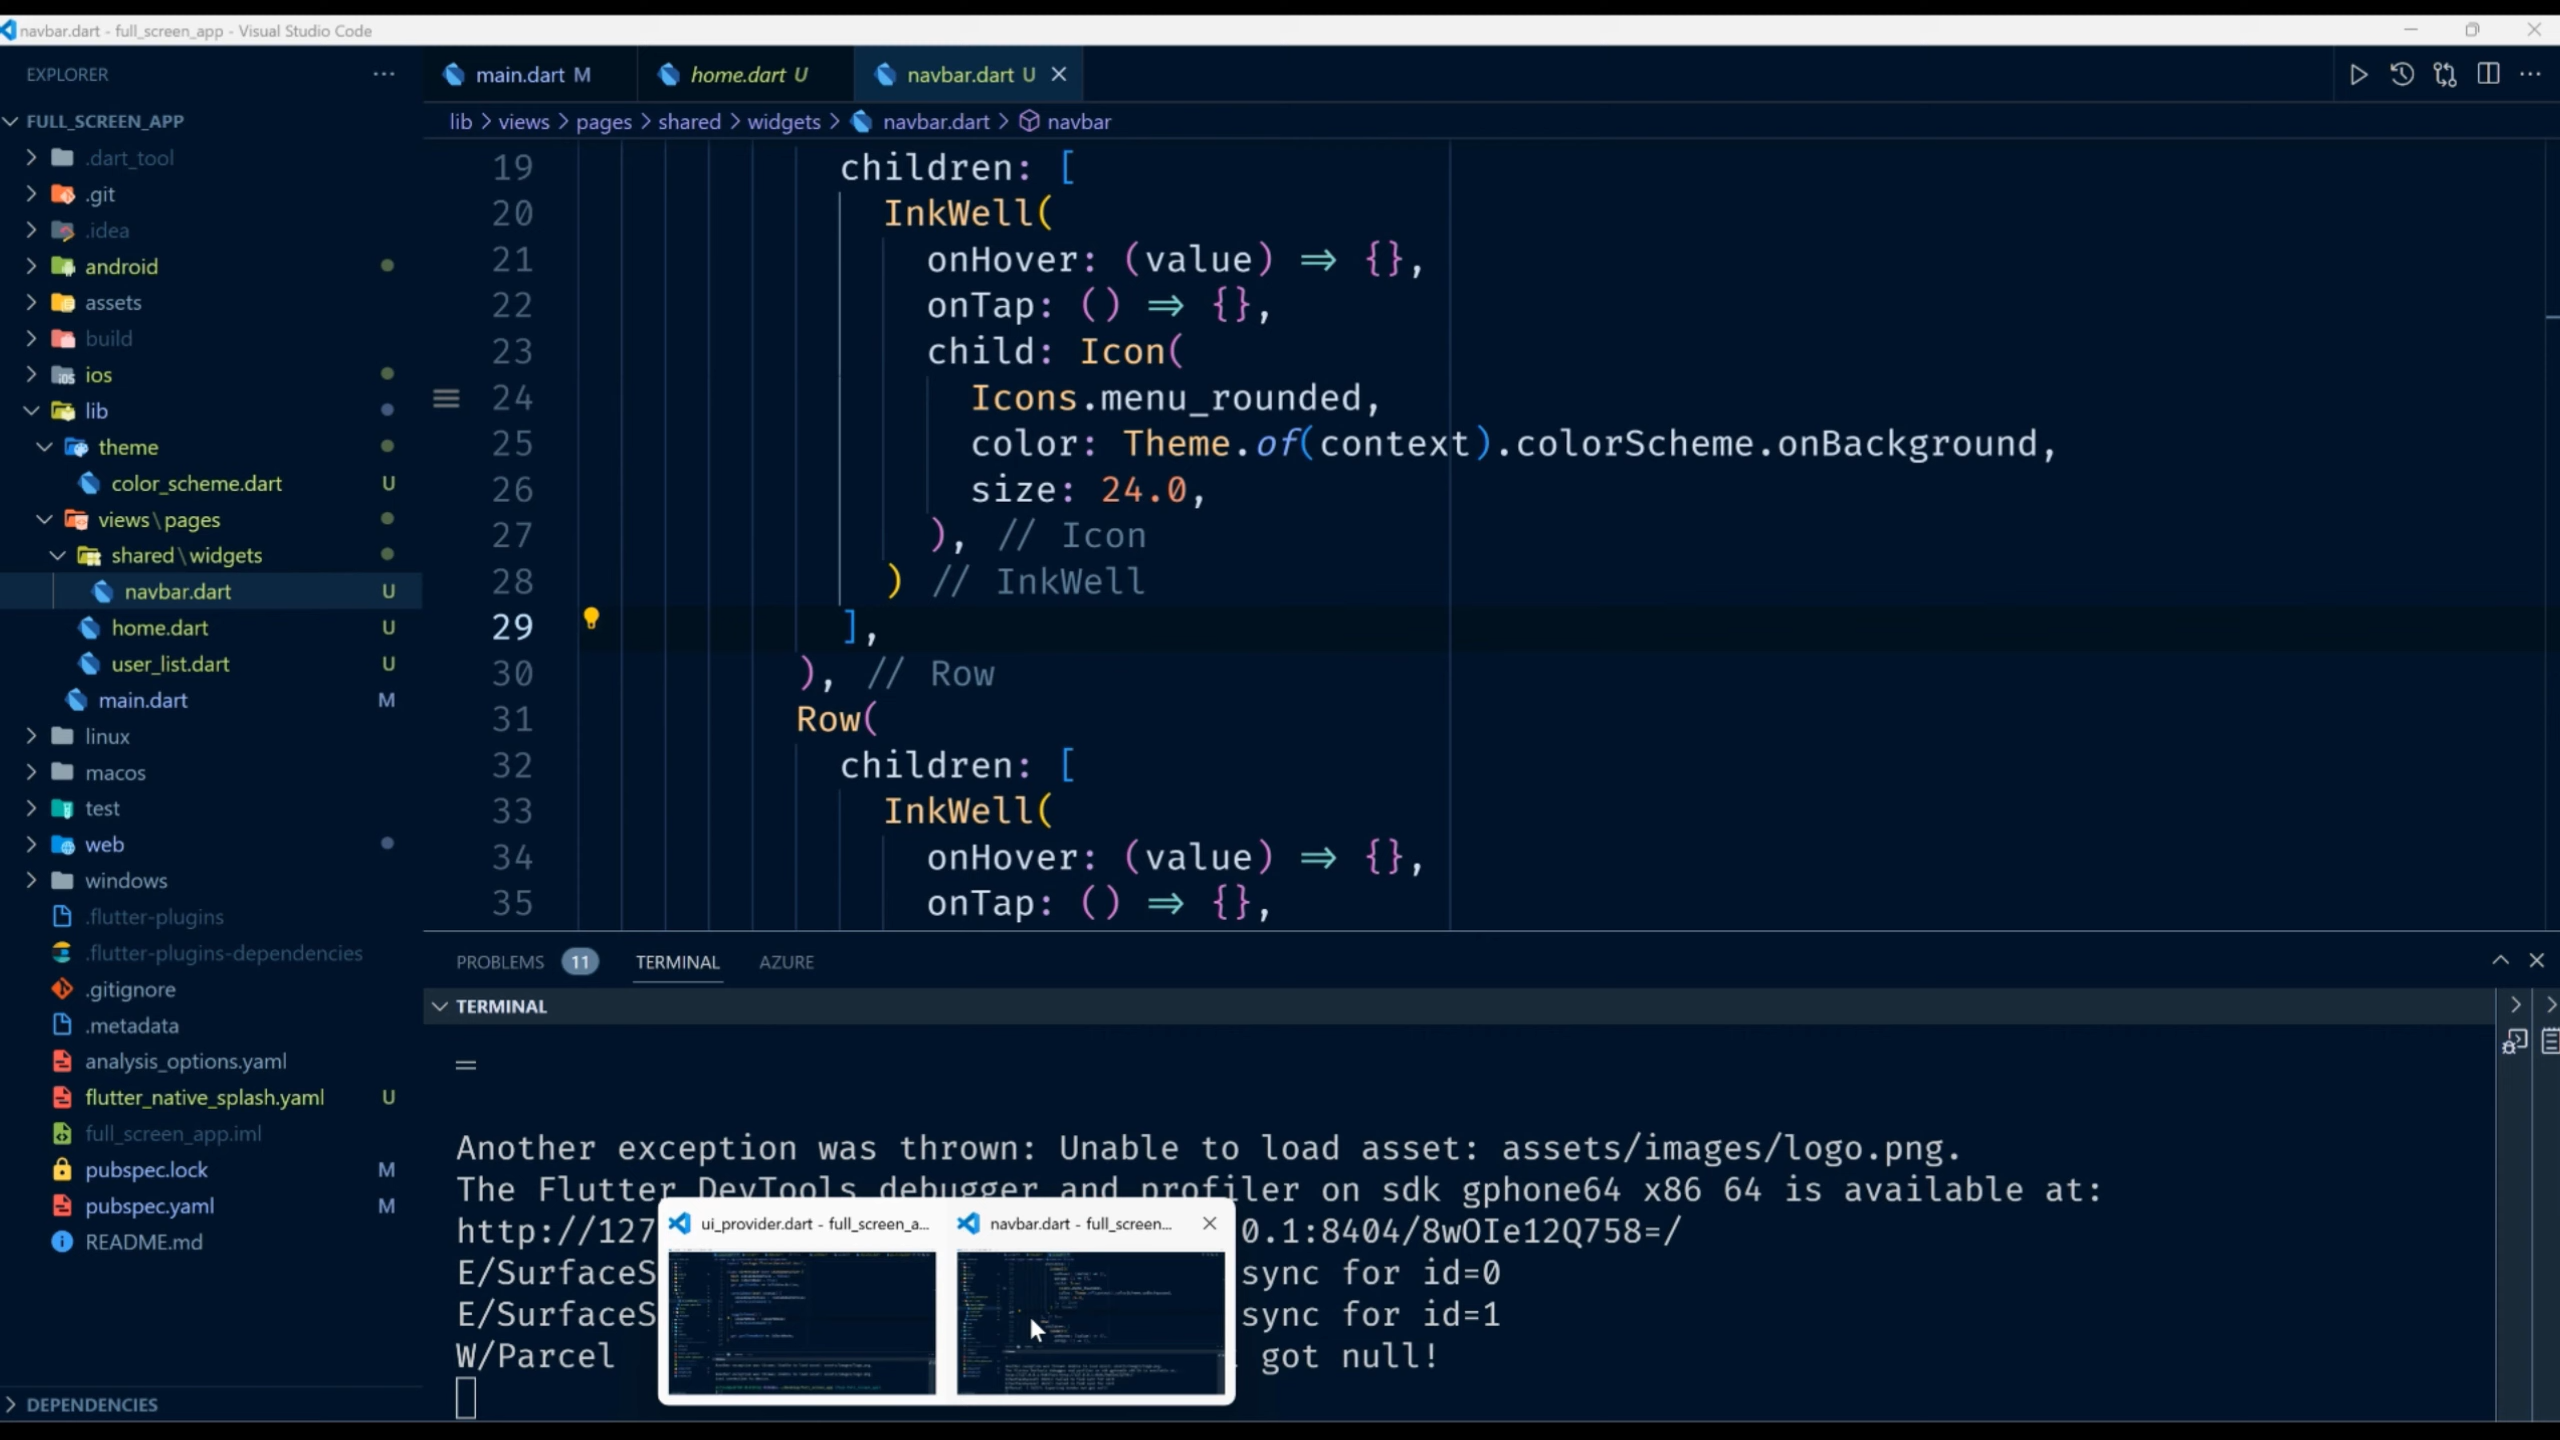 navbar.dart - full_screen_app - Visual Studio Code
EXPLORER
FULL_SCREEN_APP
.dart_tool
.git
.idea
android
assets
build
ios
lib
theme
color_scheme.dart U
views\pages
shared\widgets
navbar.dart U
home.dart U
user_list.dart U
main.dart M
linux
macos
test
web
windows
.flutter-plugins
.flutter-plugins-dependencies
.gitignore
.metadata
analysis_options.yaml
flutter_native_splash.yaml U
full_screen_app.iml
pubspec.lock M
pubspec.yaml M
README.md
DEPENDENCIES
main.dart M
home.dart U
navbar.dart U
lib > views > pages > shared > widgets > navbar.dart > navbar
19 children: [
20 InkWell(
21 onHover: (value) => {},
22 onTap: () => {},
23 child: Icon(
24 Icons.menu_rounded,
25 color: Theme.of(context).colorScheme.onBackground,
26 size: 24.0,
27 ), // Icon
28 ) // InkWell
29 ],
30 ), // Row
31 Row(
32 children: [
33 InkWell(
34 onHover: (value) => {},
35 onTap: () => {},
PROBLEMS 11 TERMINAL AZURE
TERMINAL
=
Another exception was thrown: Unable to load asset: assets/images/logo.png.
The Flutter DevTools debugger and profiler on sdk gphone64 x86 64 is available at:
http://127 0.1:8404/8wOIe12Q758=/
E/SurfaceS sync for id=0
E/SurfaceS sync for id=1
W/Parcel got null!
ui_provider.dart - full_screen_a...
navbar.dart - full_screen...